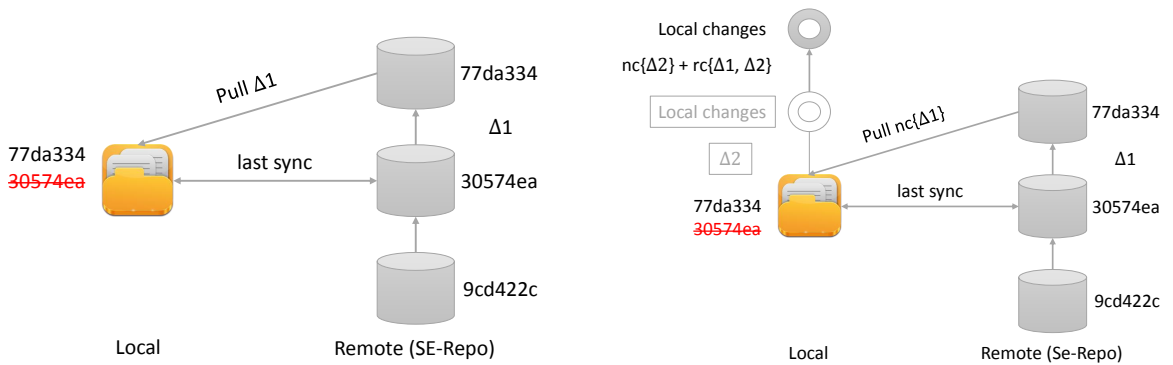 Pull Δ1
77da334
Δ1
77da334
30574ea
last sync
30574ea
9cd422c
Local
Remote (SE-Repo)
Local changes
nc{Δ2} + rc{Δ1, Δ2}
Local changes
Pull nc{Δ1}
77da334
Δ2
Δ1
77da334
30574ea
last sync
30574ea
9cd422c
Local
Remote (Se-Repo)